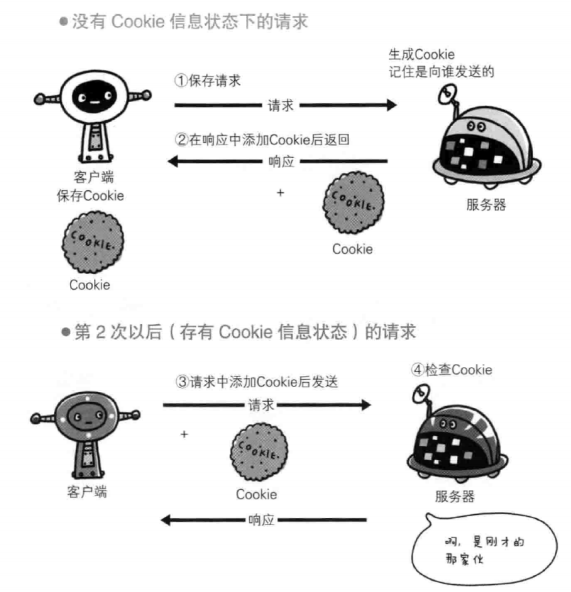 ●没有 Cookie 信息状态下的请求
生成Cookie
记住是向谁发送的
①保存请求
请求
②在响应中添加Cookie后返回
响应
+
客户端
保存Cookie
COOKIE.
Cookie
COOKIE.
Cookie
服务器
●第 2 次以后（存有 Cookie 信息状态）的请求
④检查Cookie
③请求中添加Cookie后发送
请求
+
COOKIE.
Cookie
客户端
服务器
响应
啊，是刚才的
那家伙